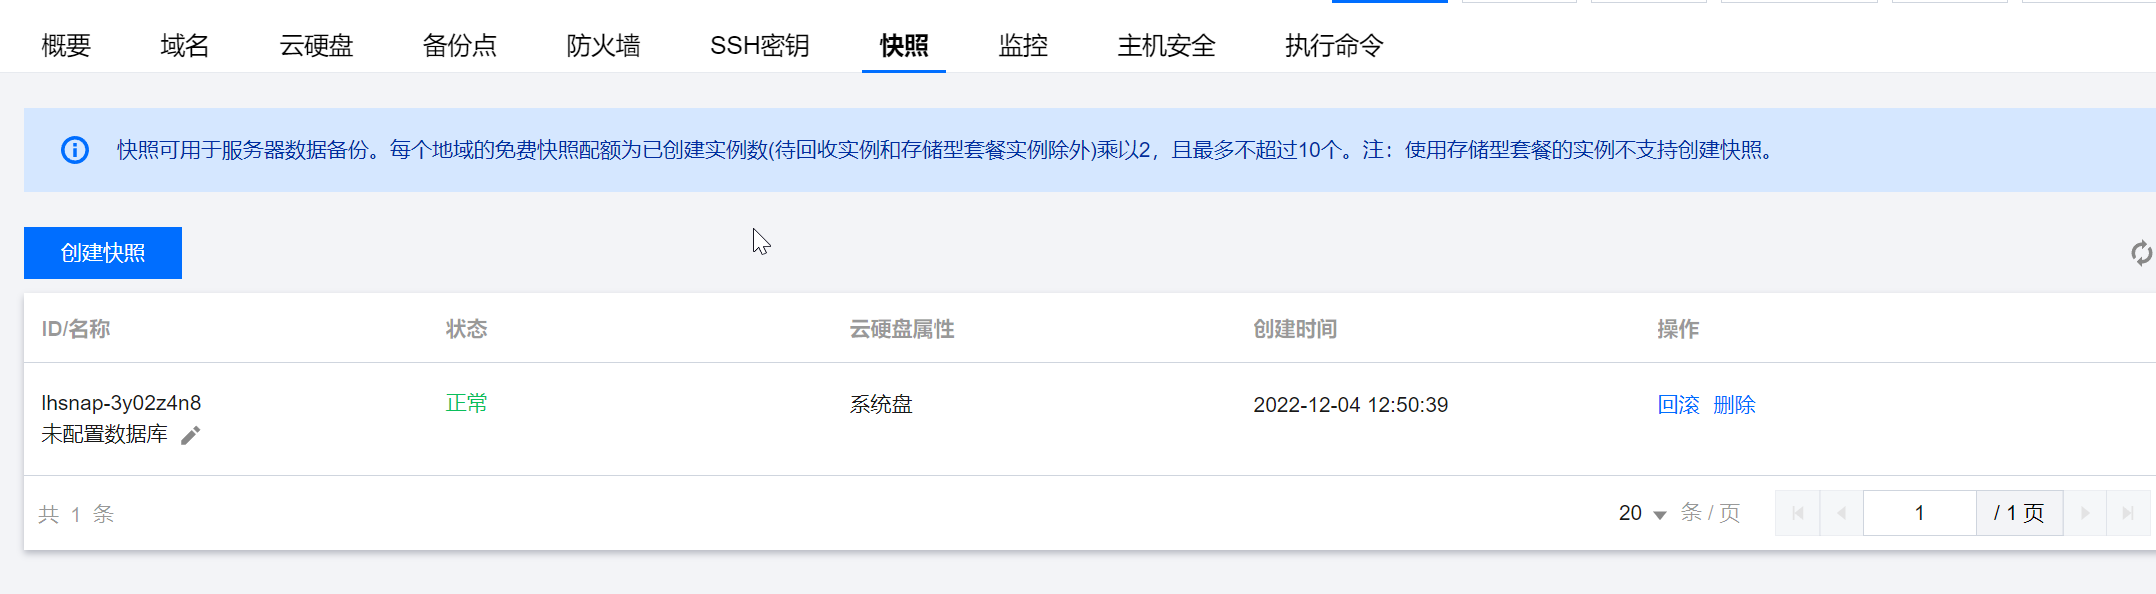 概要 域名 云硬盘 备份点 防火墙 SSH密钥 快照 监控 主机安全 执行命令
快照可用于服务器数据备份。每个地域的免费快照配额为已创建实例数(待回收实例和存储型套餐实例除外)乘以2，且最多不超过10个。注：使用存储型套餐的实例不支持创建快照。
创建快照
ID/名称 状态 云硬盘属性 创建时间 操作
lhsnap-3y02z4n8 正常 系统盘 2022-12-04 12:50:39 回滚 删除
未配置数据库
共 1 条 20 条 / 页 1 / 1 页